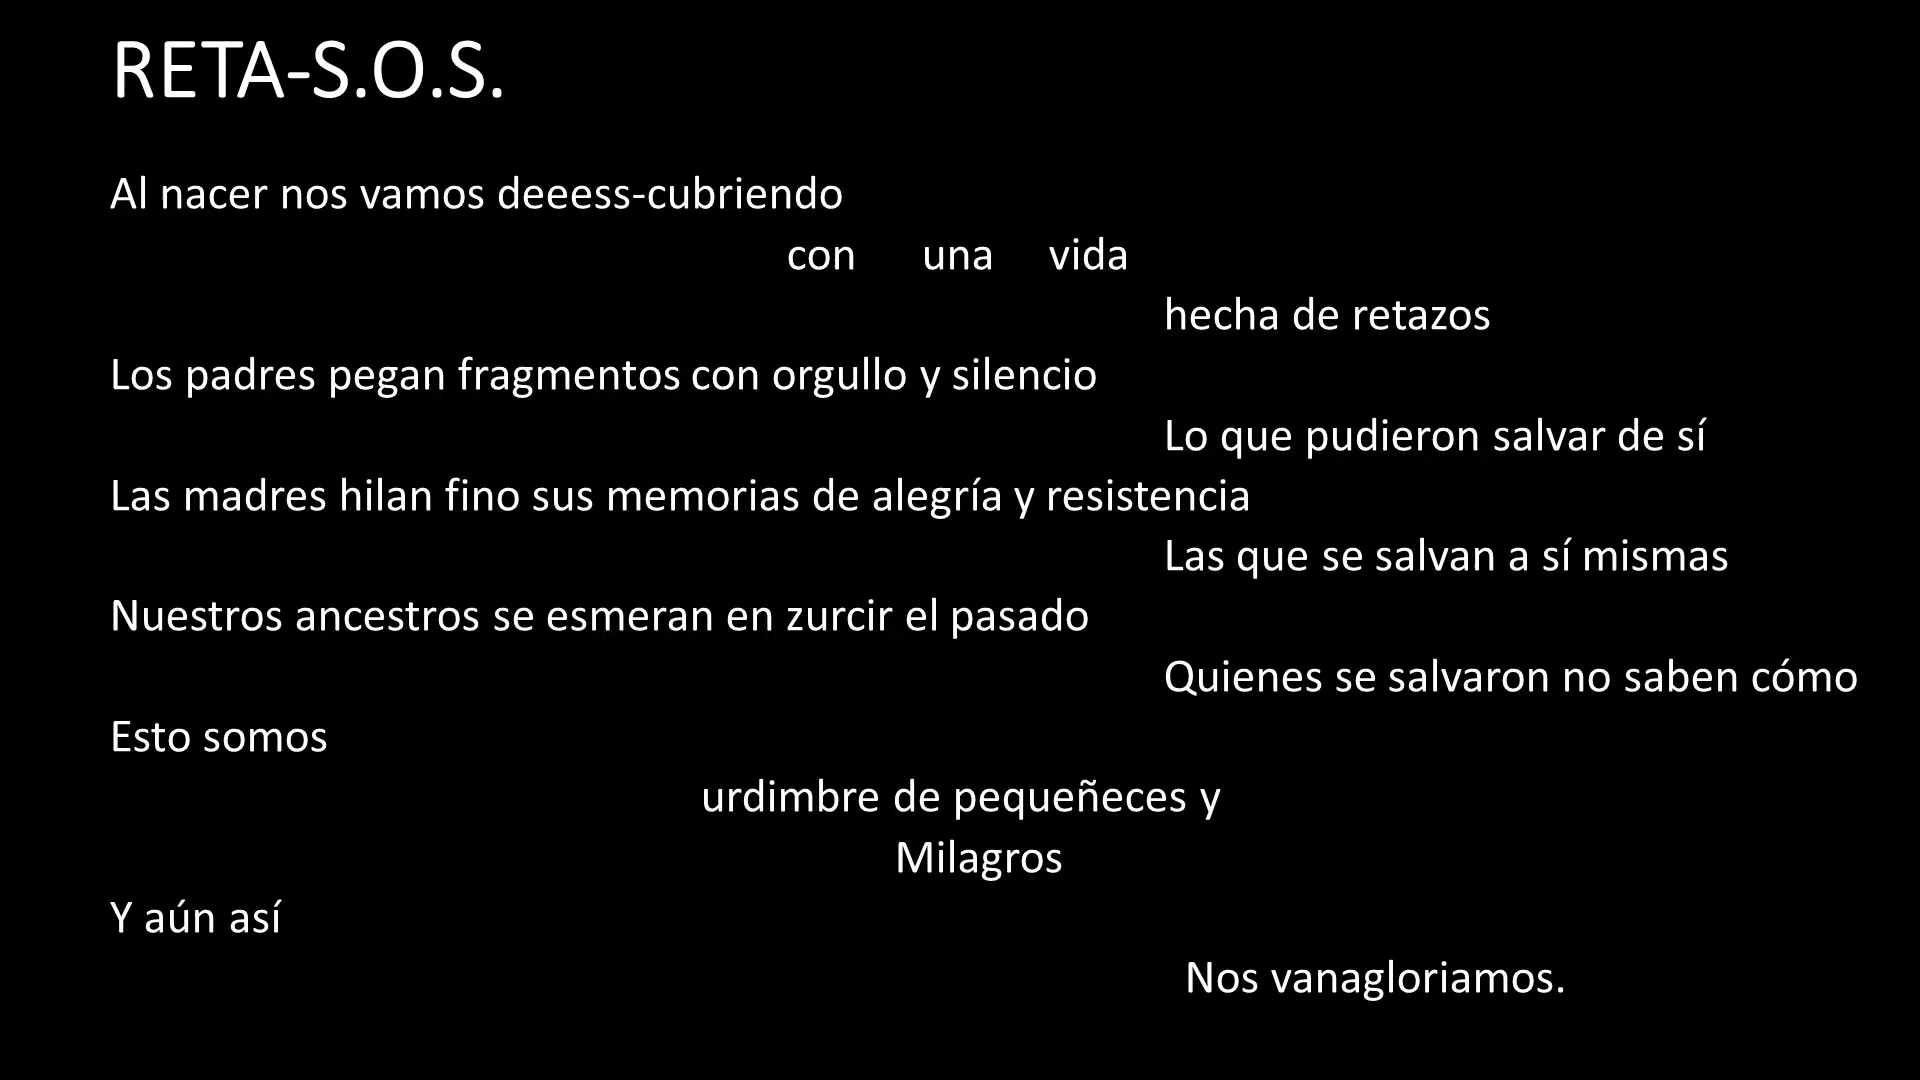 RETA-S.O.S.
Al nacer nos vamos deeess-cubriendo
con una vida
hecha de retazos
Los padres pegan fragmentos con orgullo y silencio
Lo que pudieron salvar de sí
Las madres hilan fino sus memorias de alegría y resistencia
Las que se salvan a sí mismas
Nuestros ancestros se esmeran en zurcir el pasado
Quienes se salvaron no saben cómo
Esto somos
urdimbre de pequeñeces y
Milagros
Y aún así
Nos vanagloriamos.